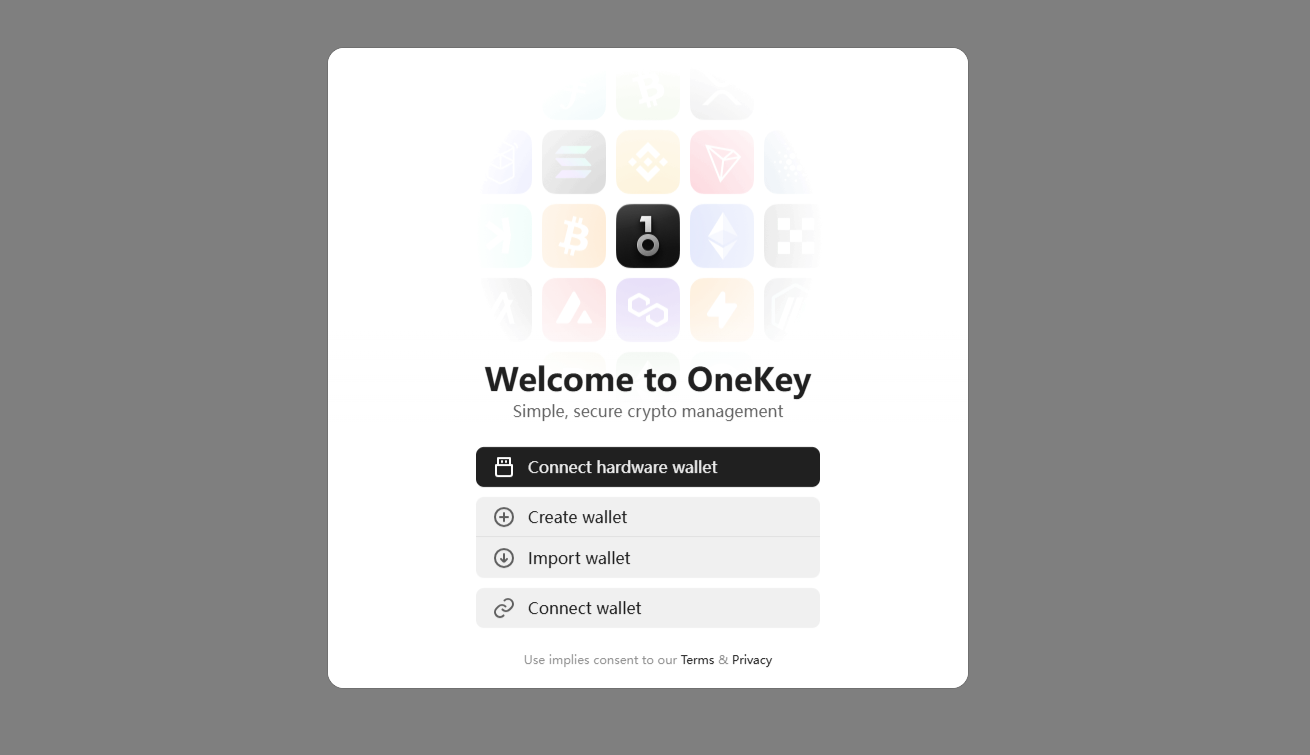 Welcome to OneKey
Simple, secure crypto management
Connect hardware wallet
Create wallet
Import wallet
Connect wallet
Use implies consent to our Terms & Privacy